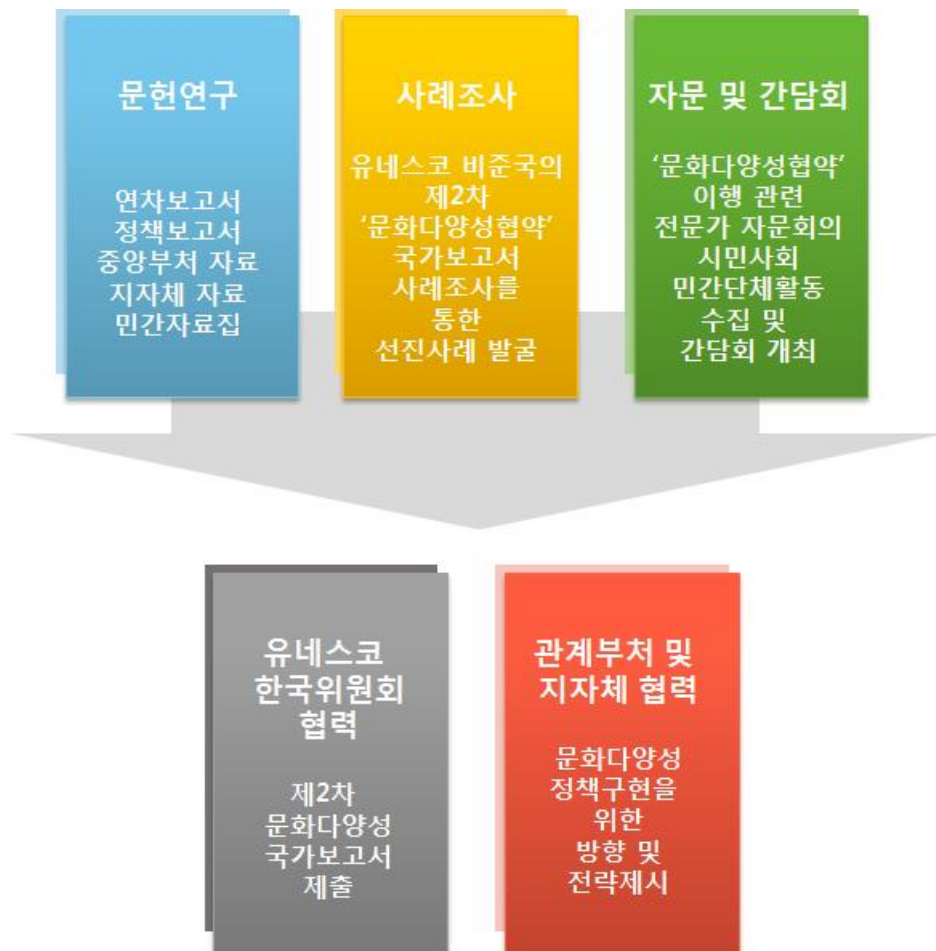 문헌연구
연차보고서
정책보고서
중앙부처 자료
지자체 자료
민간자료집
사례조사
유네스코 비준국의
제2차
‘문화다양성협약’
국가보고서
사례조사를
통한
선진사례 발굴
자문 및 간담회
‘문화다양성협약’
이행 관련
전문가 자문회의
시민사회
민간단체활동
수집 및
간담회 개최
유네스코
한국위원회
협력
제2차
문화다양성
국가보고서
제출
관계부처 및
지자체 협력
문화다양성
정책구현을
위한
방향 및
전략제시